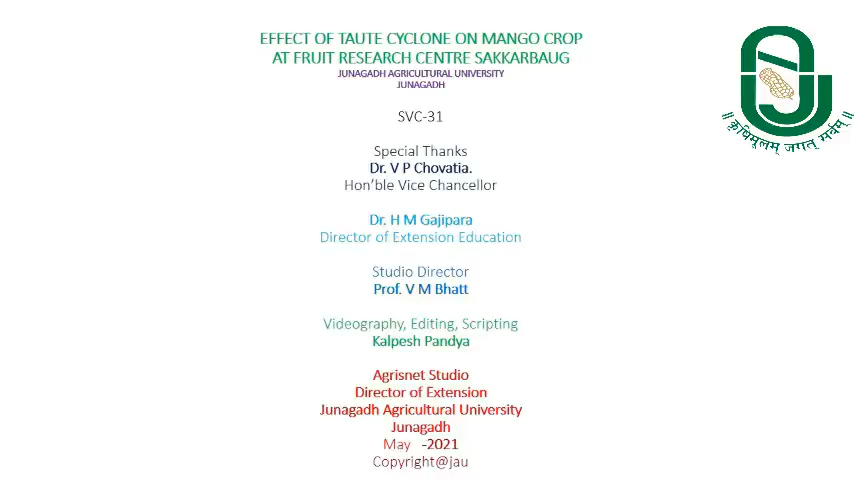 EFFECT OF TAUTE CYCLONE ON MANGO CROP
AT FRUIT RESEARCH CENTRE SAKKARBAUG
JUNAGADH AGRICULTURAL UNIVERSITY
JUNAGADH
SVC-31
Special Thanks
Dr. V P Chovatia.
Hon’ble Vice Chancellor
Dr. H M Gajipara
Director of Extension Education
Studio Director
Prof. V M Bhatt
Videography, Editing, Scripting
Kalpesh Pandya
Agrisnet Studio
Director of Extension
Junagadh Agricultural University
Junagadh
May -2021
Copyright@jau
॥ कृषिमूलम् जगत् सर्वम् ॥